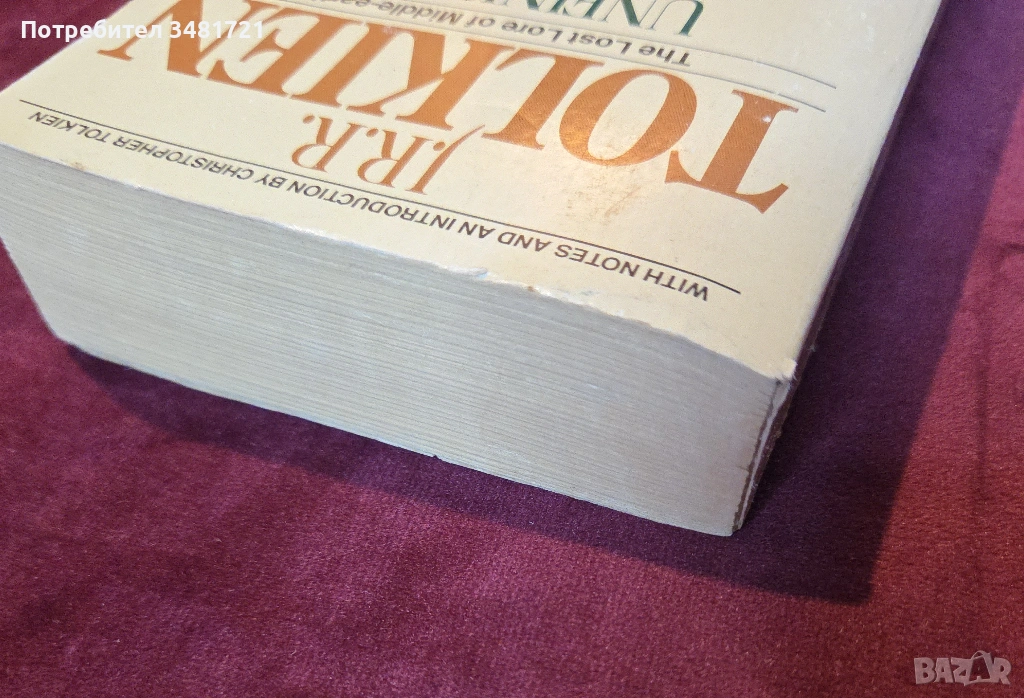 Потребител 3481721
UNFIN
The Lost Lore of Middle-earth
TOLKIEN
J.R.R.
WITH NOTES AND AN INTRODUCTION BY CHRISTOPHER TOLKIEN
BAZAR